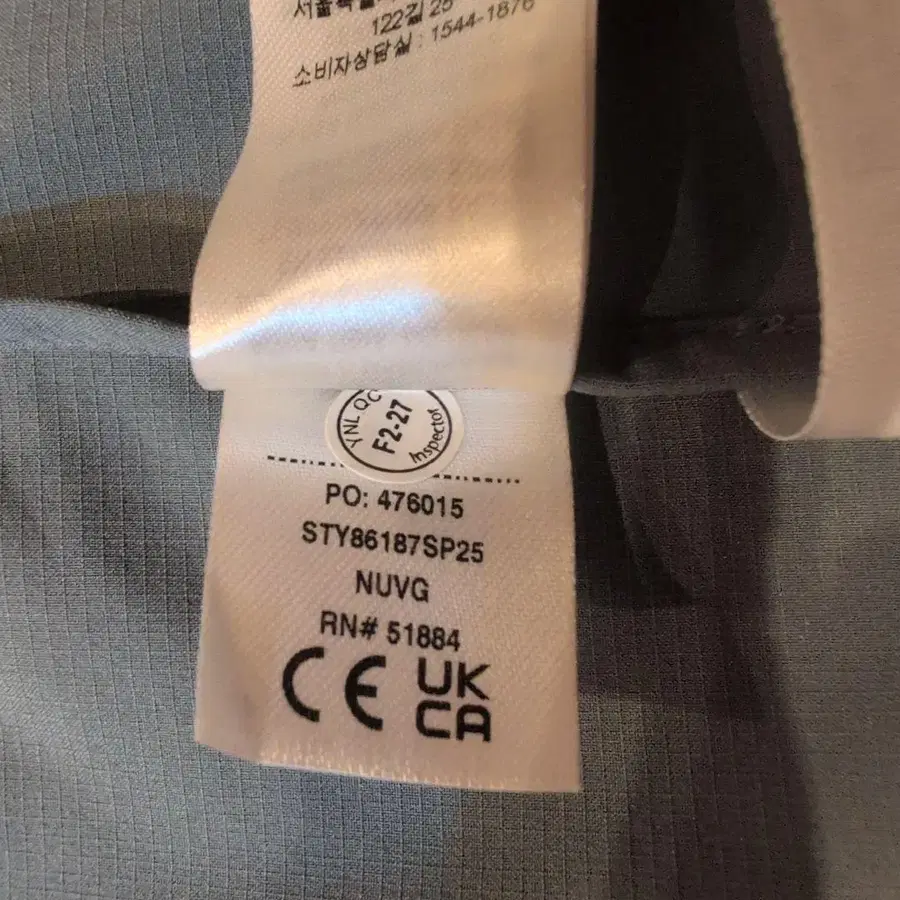 122길 25
소비자상담실 : 1544-1876
YNL QC
F2-27
Inspector
PO: 476015
STY86187SP25
NUVG
RN# 51884
CE UK
CA